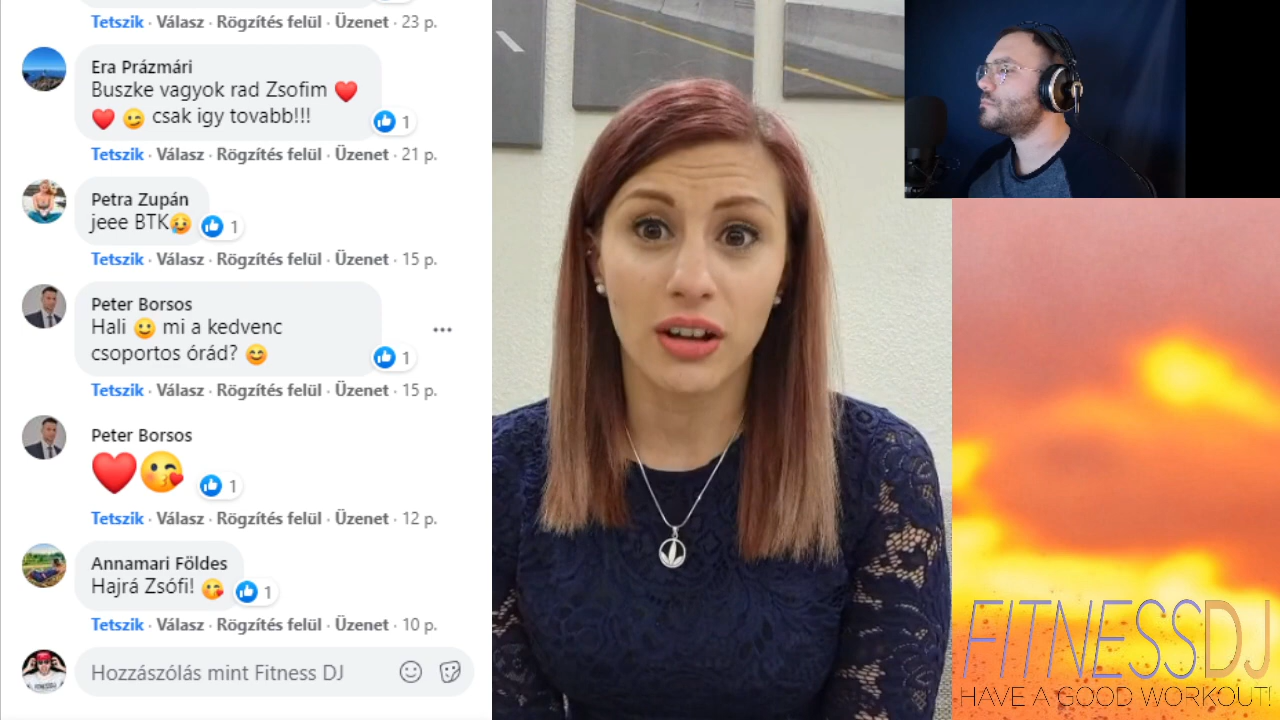 Tetszik · Válasz · Rögzítés felül · Üzenet · 23 p.
Era Prázmári
Buszke vagyok rad Zsofim ❤️
❤️ 😉 csak igy tovabb!!!
1
Tetszik · Válasz · Rögzítés felül · Üzenet · 21 p.
Petra Zupán
jeee BTK😥
1
Tetszik · Válasz · Rögzítés felül · Üzenet · 15 p.
Peter Borsos
Hali 🙂 mi a kedvenc
csoportos órád? 😊
1
Tetszik · Válasz · Rögzítés felül · Üzenet · 15 p.
Peter Borsos
❤️😘
1
Tetszik · Válasz · Rögzítés felül · Üzenet · 12 p.
Annamari Földes
Hajrá Zsófi! 😘
1
Tetszik · Válasz · Rögzítés felül · Üzenet · 10 p.
Hozzászólás mint Fitness DJ
FITNESSDJ
HAVE A GOOD WORKOUT!